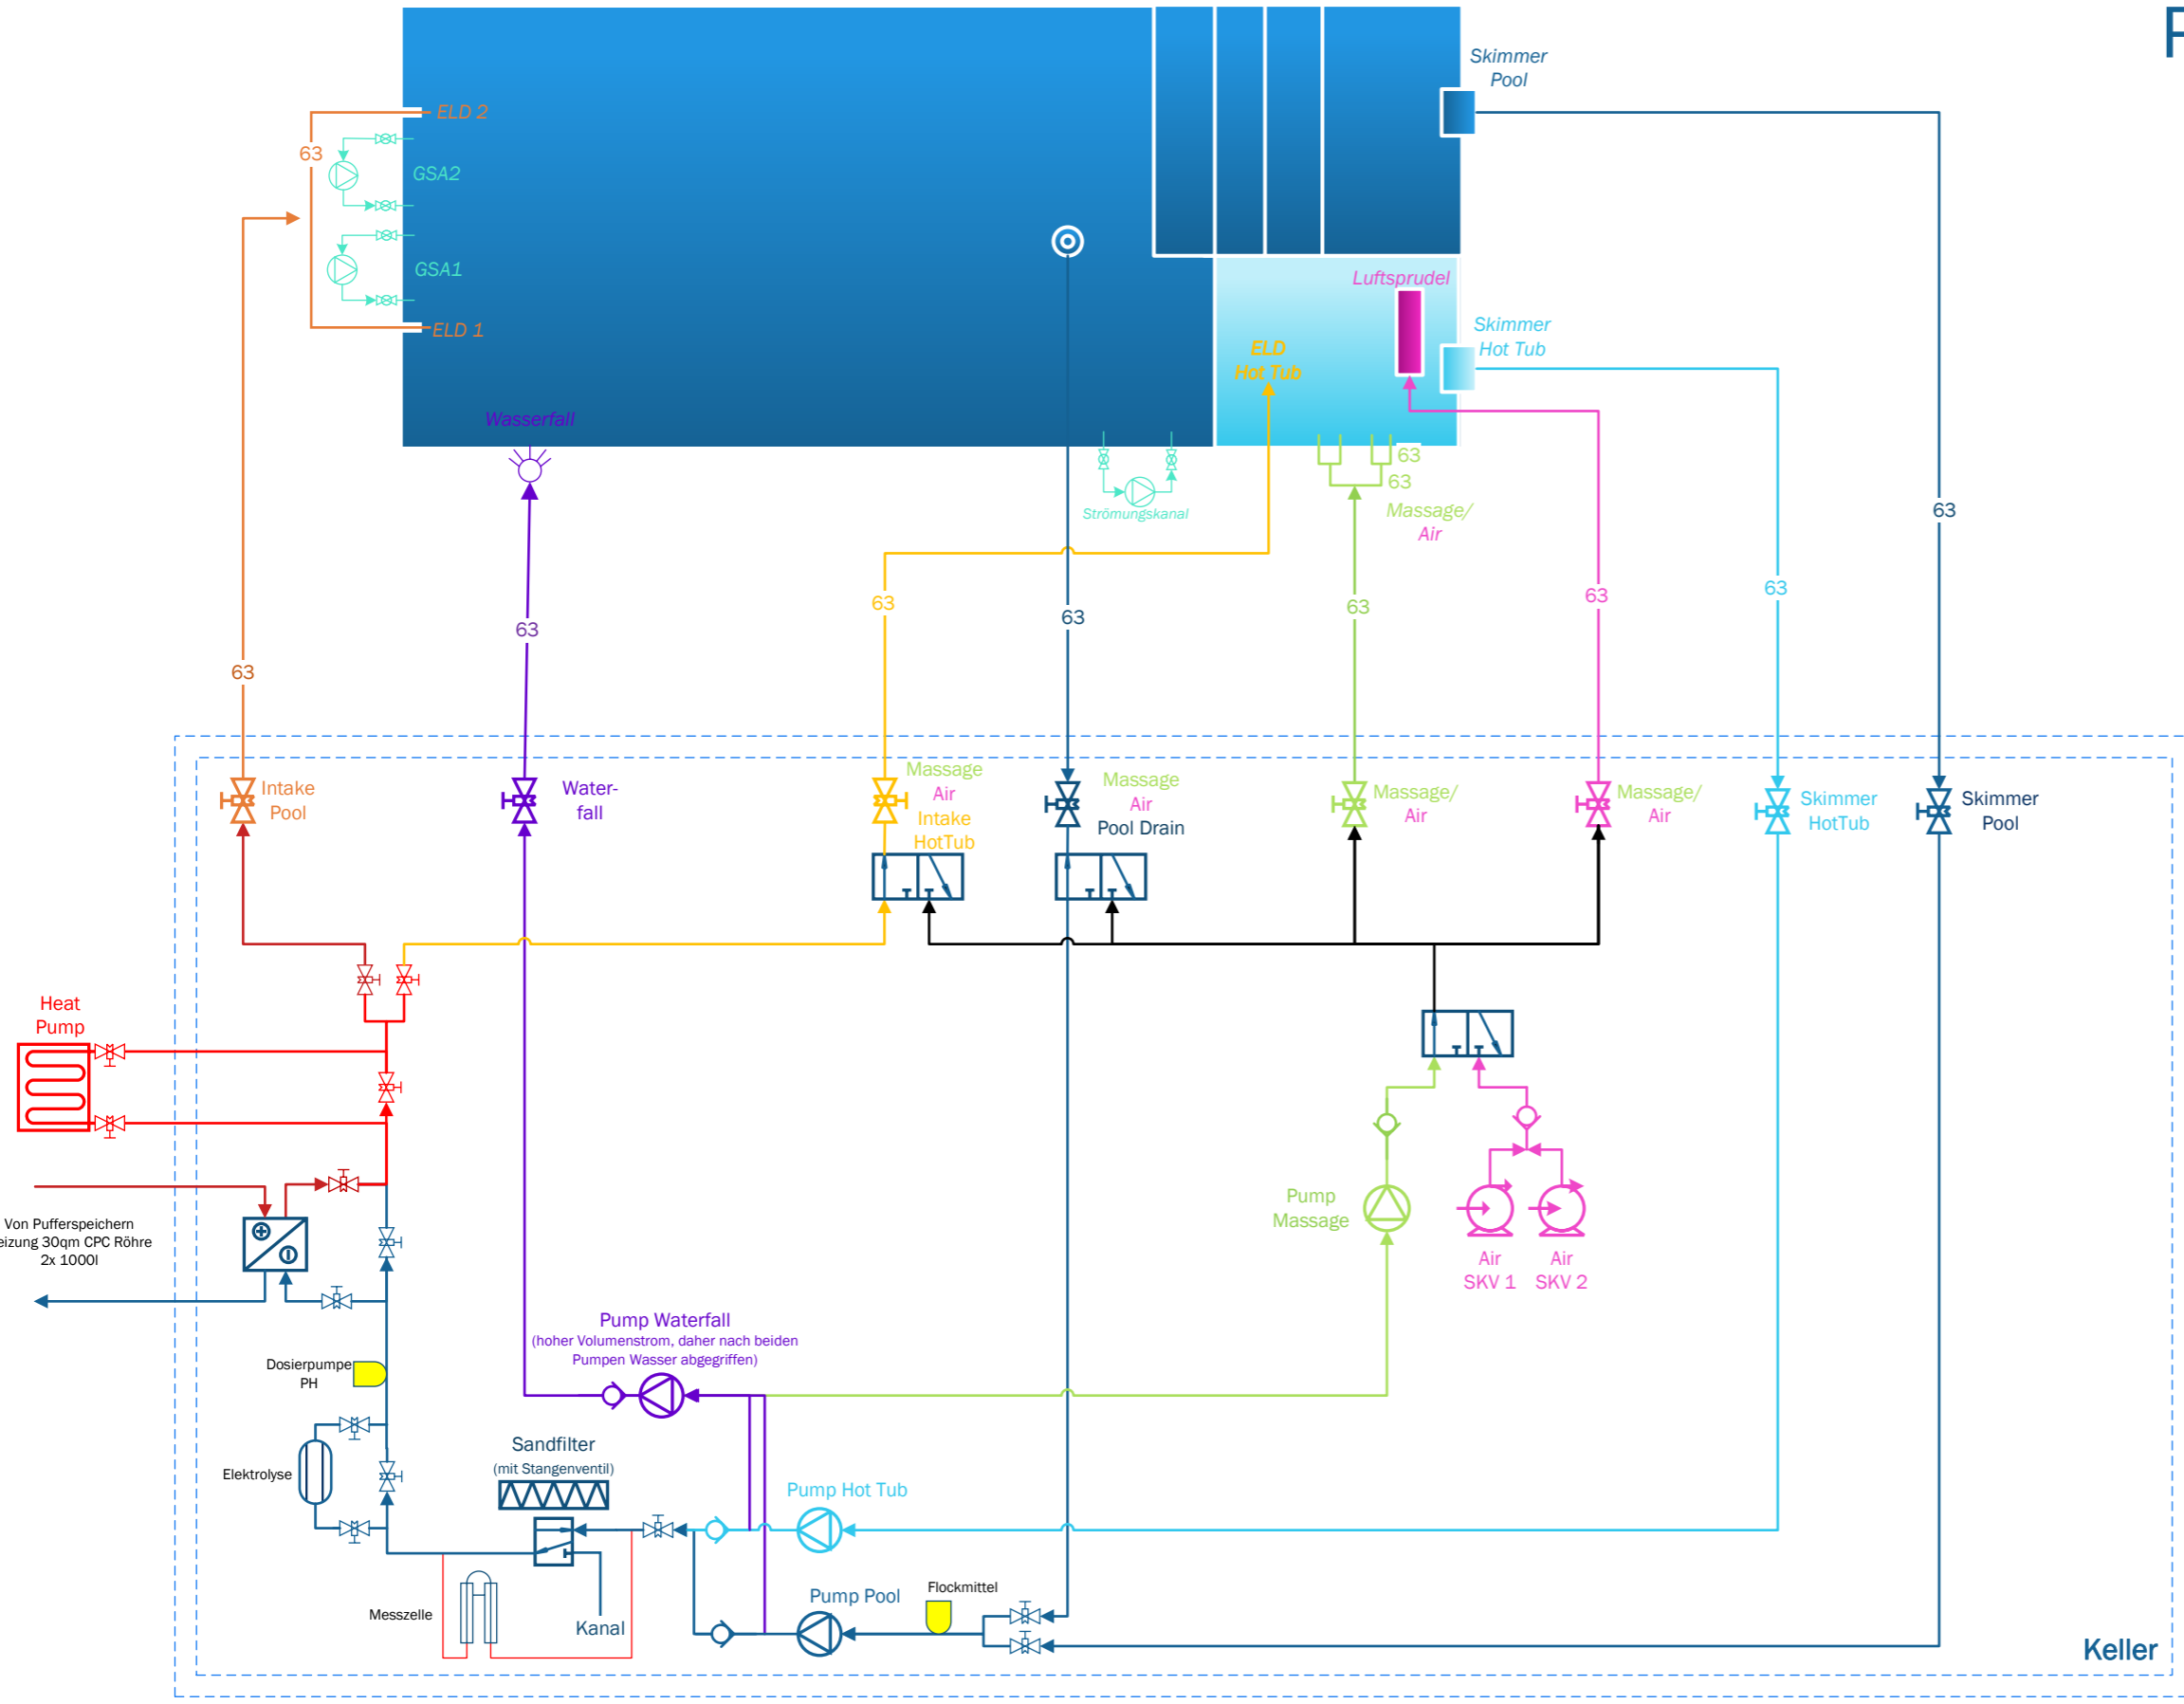 Skimmer
Pool
ELD 2
63
GSA2
GSA1
ELD 1
Luftsprudel
Skimmer
Hot Tub
ELD
Hot Tub
Wasserfall
63
63
Massage/
Air
Strömungskanal
63
63
63
63
63
63
63
63
Intake
Pool
Water-
fall
Massage
Air
Intake
HotTub
Massage
Air
Pool Drain
Massage/
Air
Massage/
Air
Skimmer
HotTub
Skimmer
Pool
Heat
Pump
Von Pufferspeichern
eizung 30qm CPC Röhre
2x 1000l
Pump
Massage
Air
SKV 1
Air
SKV 2
Pump Waterfall
(hoher Volumenstrom, daher nach beiden
Pumpen Wasser abgegriffen)
Dosierpumpe
PH
Sandfilter
(mit Stangenventil)
Elektrolyse
Pump Hot Tub
Messzelle
Kanal
Pump Pool
Flockmittel
Keller